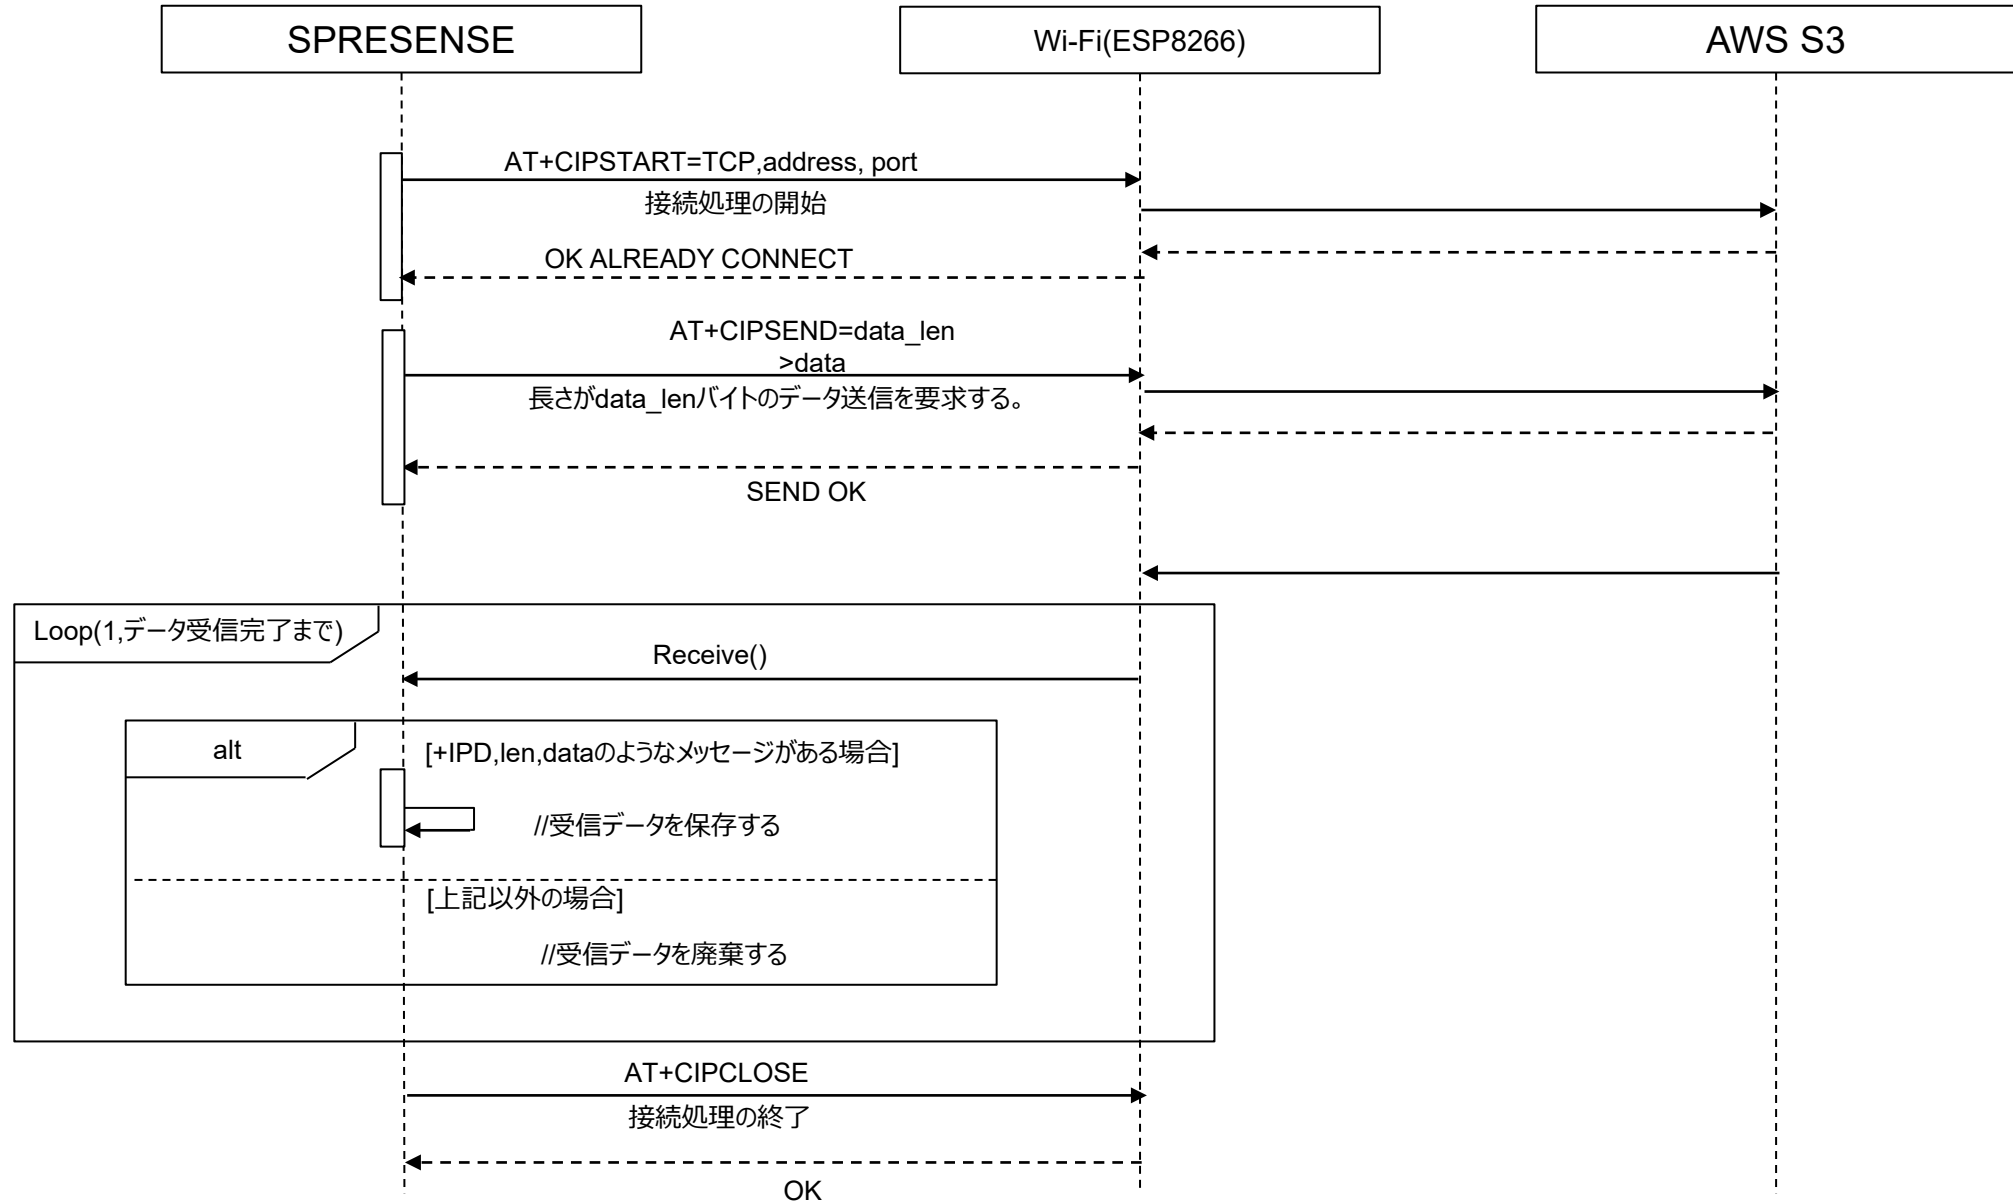 SPRESENSE
Wi-Fi(ESP8266)
AWS S3
AT+CIPSTART=TCP,address, port
接続処理の開始
OK ALREADY CONNECT
AT+CIPSEND=data_len
>data
長さがdata_lenバイトのデータ送信を要求する。
SEND OK
Loop(1,データ受信完了まで)
Receive()
alt
[+IPD,len,dataのようなメッセージがある場合]
//受信データを保存する
[上記以外の場合]
//受信データを廃棄する
AT+CIPCLOSE
接続処理の終了
OK